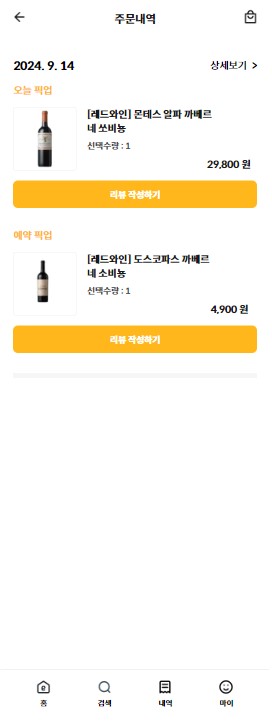 주문내역
2024. 9. 14
상세보기 >
오늘 픽업
[레드와인] 몬테스 알파 까베르
네 쏘비뇽
선택수량 : 1
29,800 원
리뷰 작성하기
예약 픽업
[레드와인] 도스코파스 까베르
네 소비뇽
선택수량 : 1
4,900 원
리뷰 작성하기
홈
검색
내역
마이